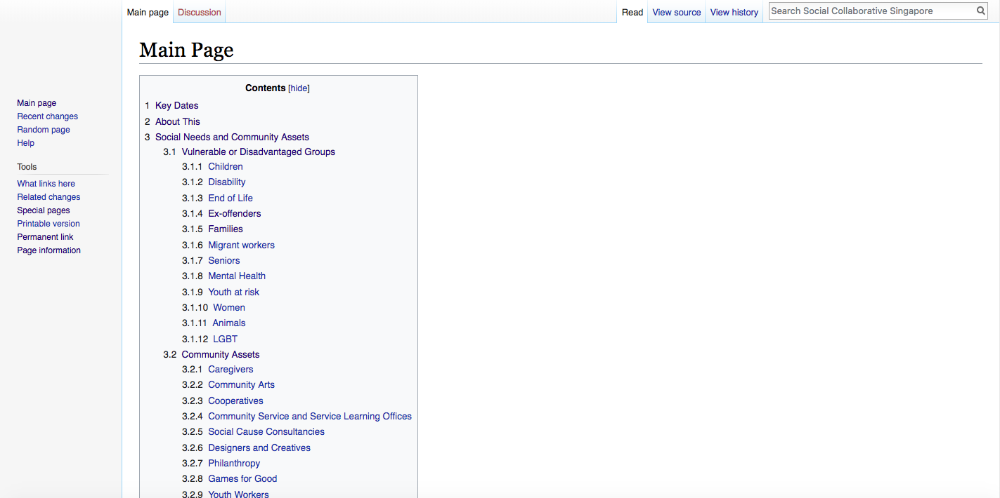 Main page Discussion Read View source View history Search Social Collaborative Singapore
Main Page
Main page
Recent changes
Random page
Help
Tools
What links here
Related changes
Special pages
Printable version
Permanent link
Page information
Contents [hide]
1 Key Dates
2 About This
3 Social Needs and Community Assets
3.1 Vulnerable or Disadvantaged Groups
3.1.1 Children
3.1.2 Disability
3.1.3 End of Life
3.1.4 Ex-offenders
3.1.5 Families
3.1.6 Migrant workers
3.1.7 Seniors
3.1.8 Mental Health
3.1.9 Youth at risk
3.1.10 Women
3.1.11 Animals
3.1.12 LGBT
3.2 Community Assets
3.2.1 Caregivers
3.2.2 Community Arts
3.2.3 Cooperatives
3.2.4 Community Service and Service Learning Offices
3.2.5 Social Cause Consultancies
3.2.6 Designers and Creatives
3.2.7 Philanthropy
3.2.8 Games for Good
3.2.9 Youth Workers